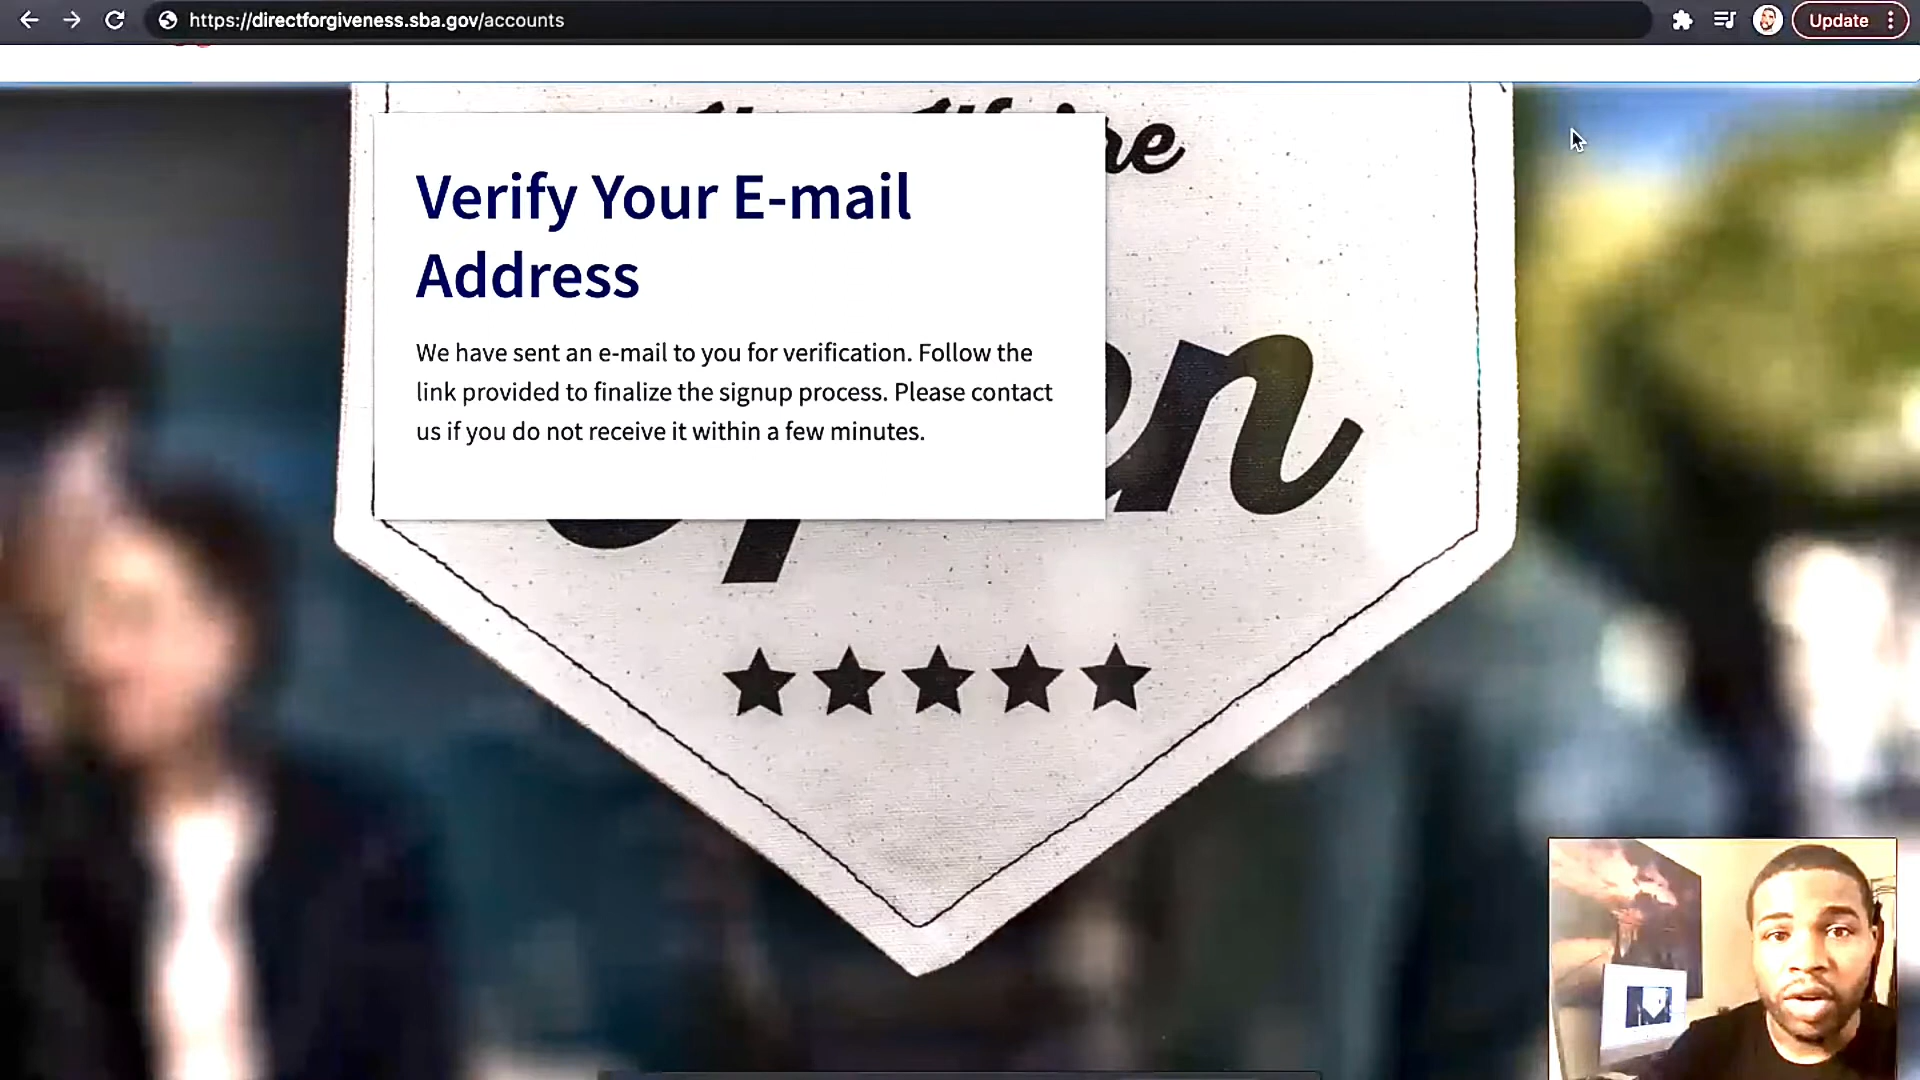 https://directforgiveness.sba.gov/accounts
Update
Verify Your E-mail
Address
We have sent an e-mail to you for verification. Follow the
link provided to finalize the signup process. Please contact
us if you do not receive it within a few minutes.